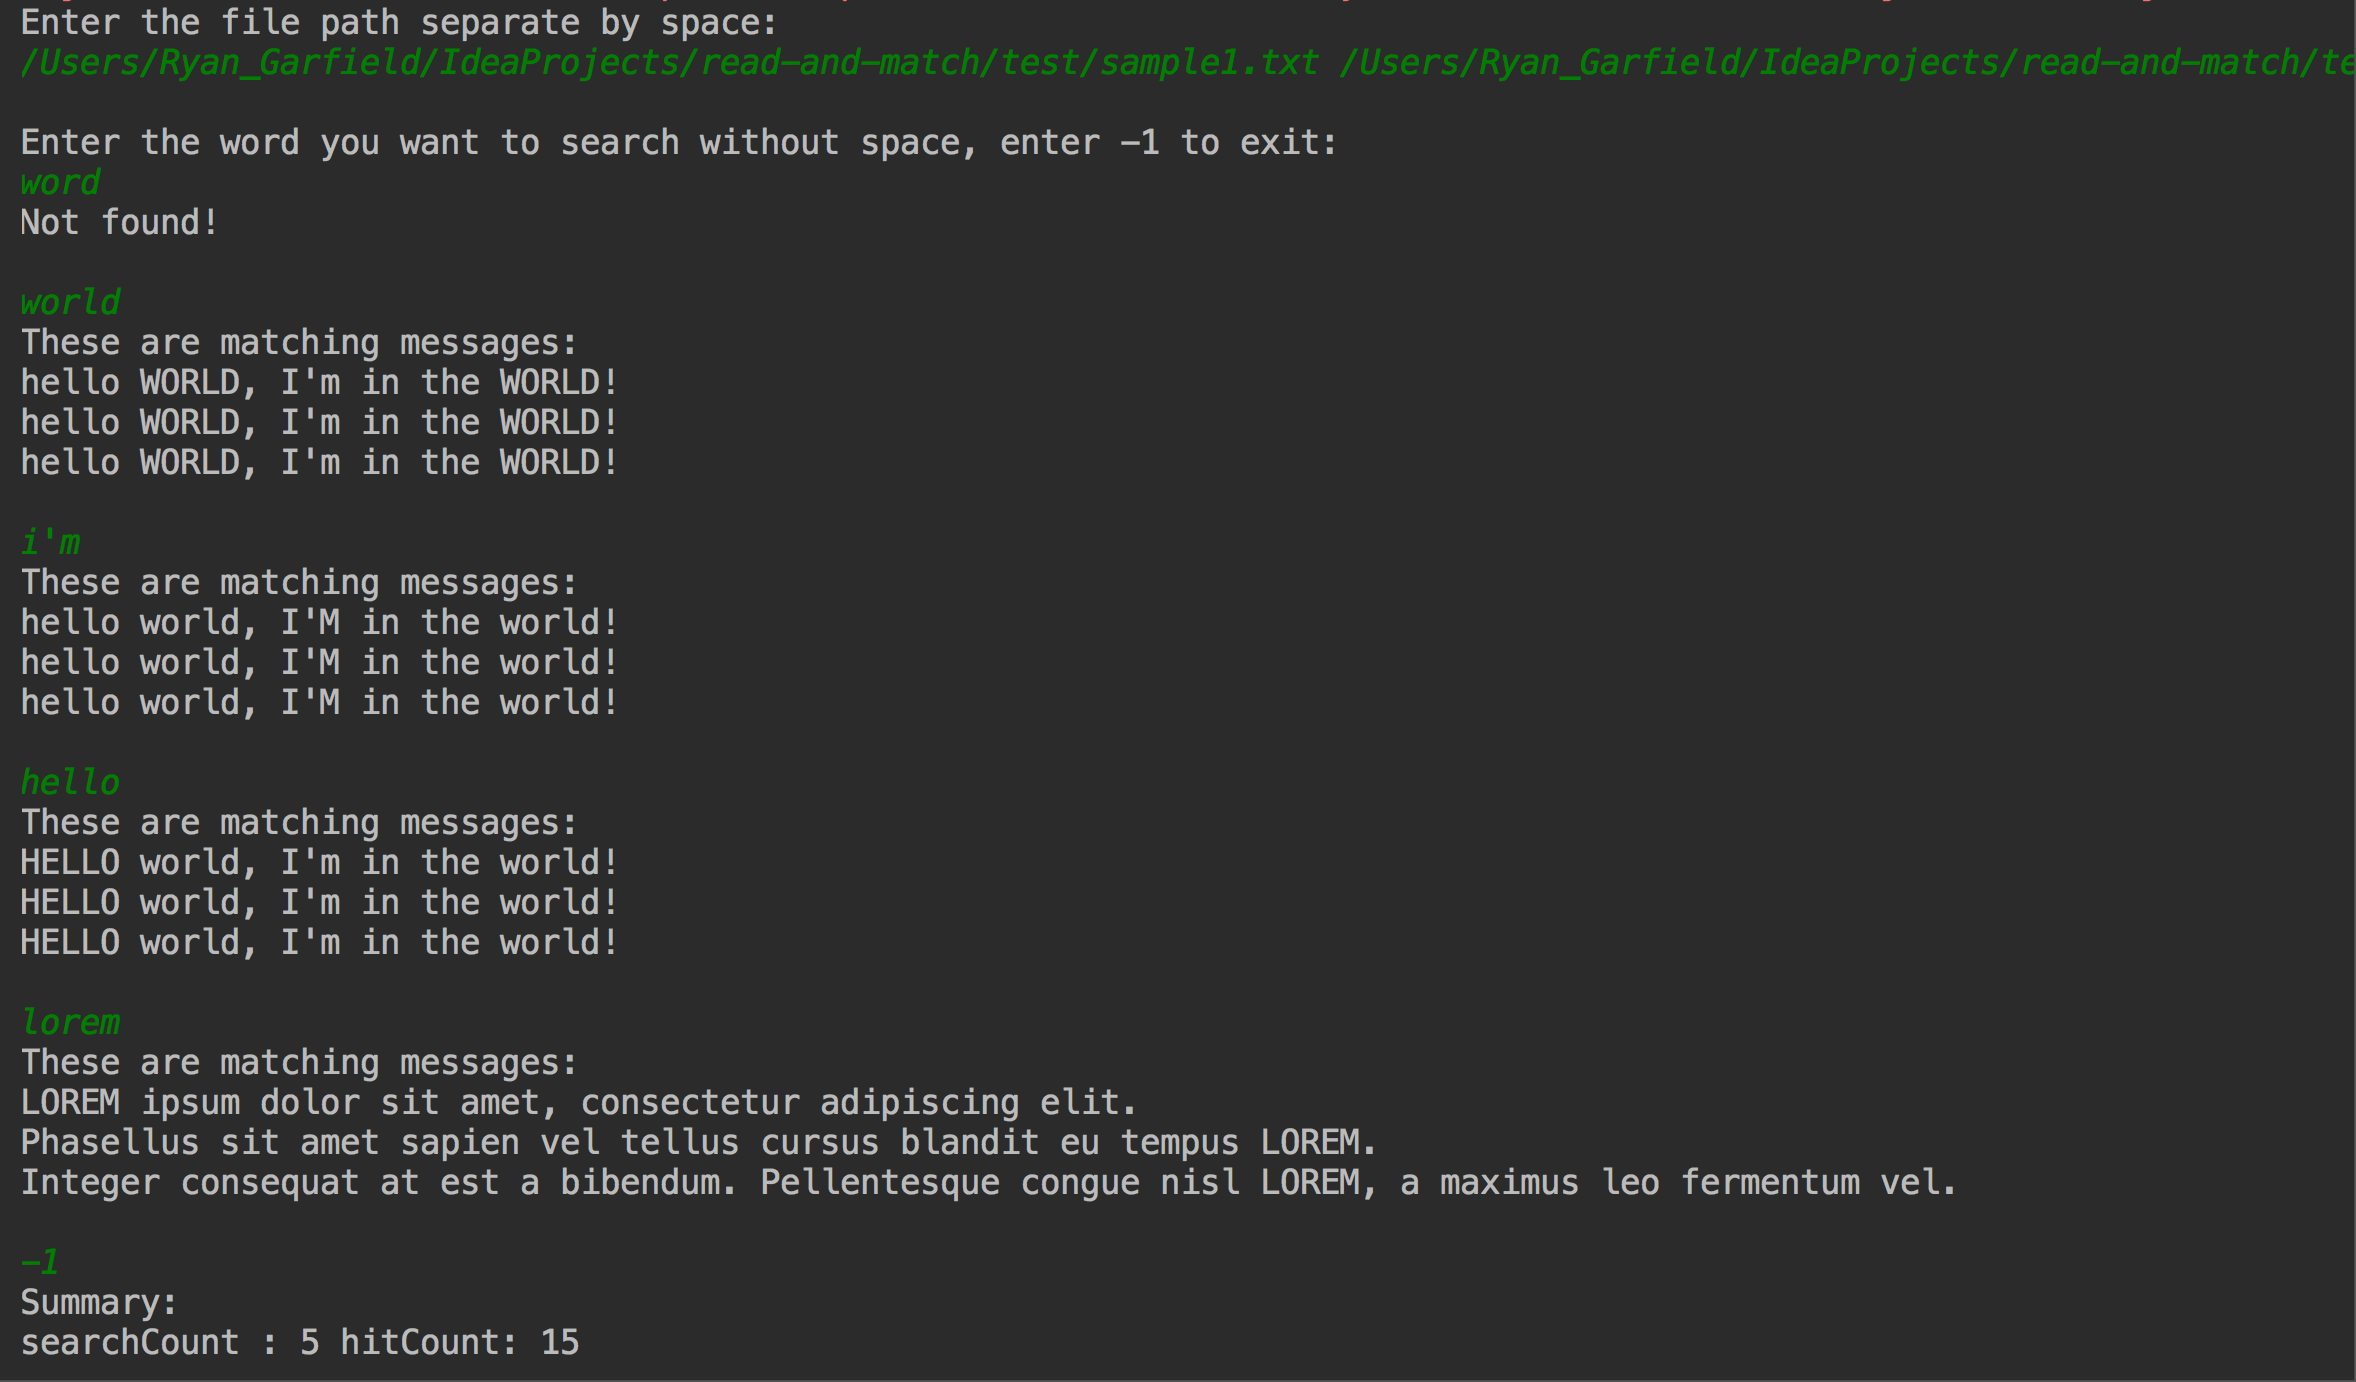 Enter the file path separate by space:
/Users/Ryan_Garfield/IdeaProjects/read-and-match/test/sample1.txt /Users/Ryan_Garfield/IdeaProjects/read-and-match/te
Enter the word you want to search without space, enter -1 to exit:
word
Not found!
world
These are matching messages:
hello WORLD, I'm in the WORLD!
hello WORLD, I'm in the WORLD!
hello WORLD, I'm in the WORLD!
i'm
These are matching messages:
hello world, I'M in the world!
hello world, I'M in the world!
hello world, I'M in the world!
hello
These are matching messages:
HELLO world, I'm in the world!
HELLO world, I'm in the world!
HELLO world, I'm in the world!
lorem
These are matching messages:
LOREM ipsum dolor sit amet, consectetur adipiscing elit.
Phasellus sit amet sapien vel tellus cursus blandit eu tempus LOREM.
Integer consequat at est a bibendum. Pellentesque congue nisl LOREM, a maximus leo fermentum vel.
-1
Summary:
searchCount : 5 hitCount: 15